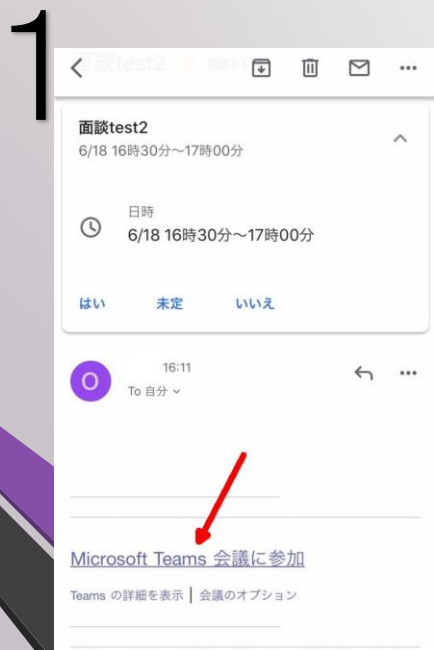 1
面談test2
面談test2
6/18 16時30分～17時00分
日時
6/18 16時30分～17時00分
はい 未定 いいえ
O
16:11
To 自分
Microsoft Teams 会議に参加
Teams の詳細を表示 | 会議のオプション